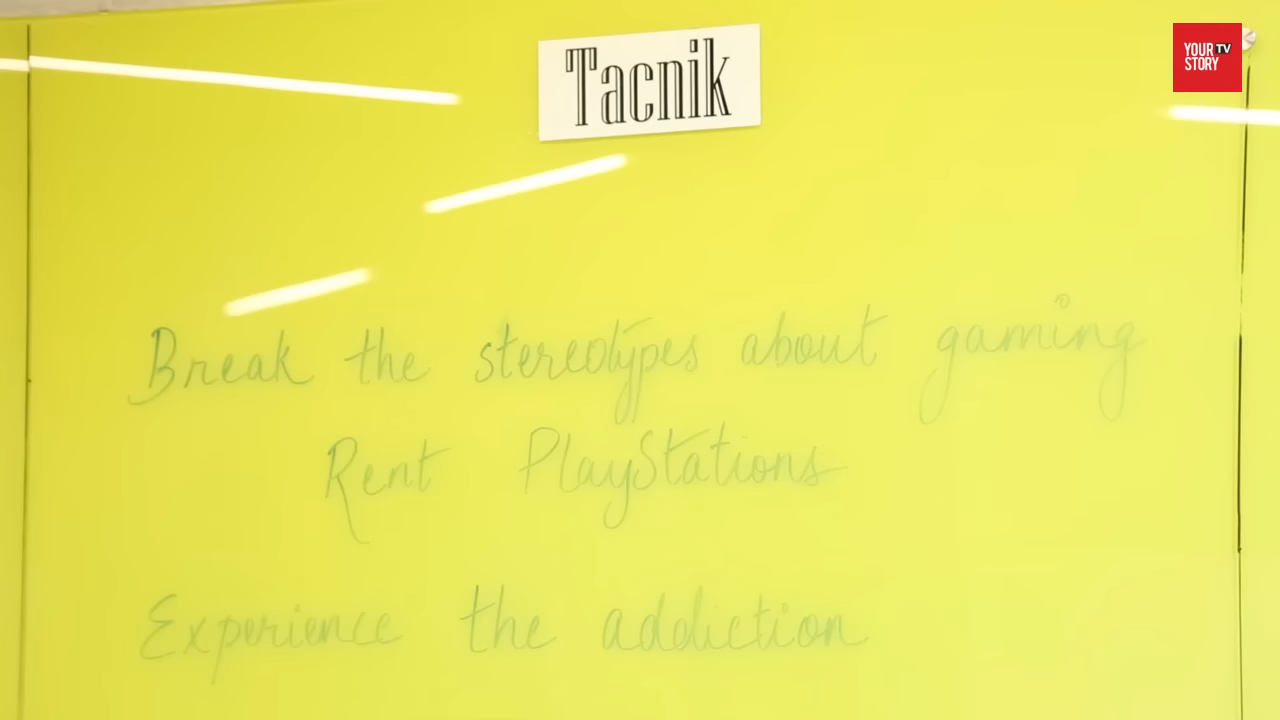 Tacnik
YOUR TV
STORY
Break the stereotypes about gaming
Rent PlayStations
Experience the addiction